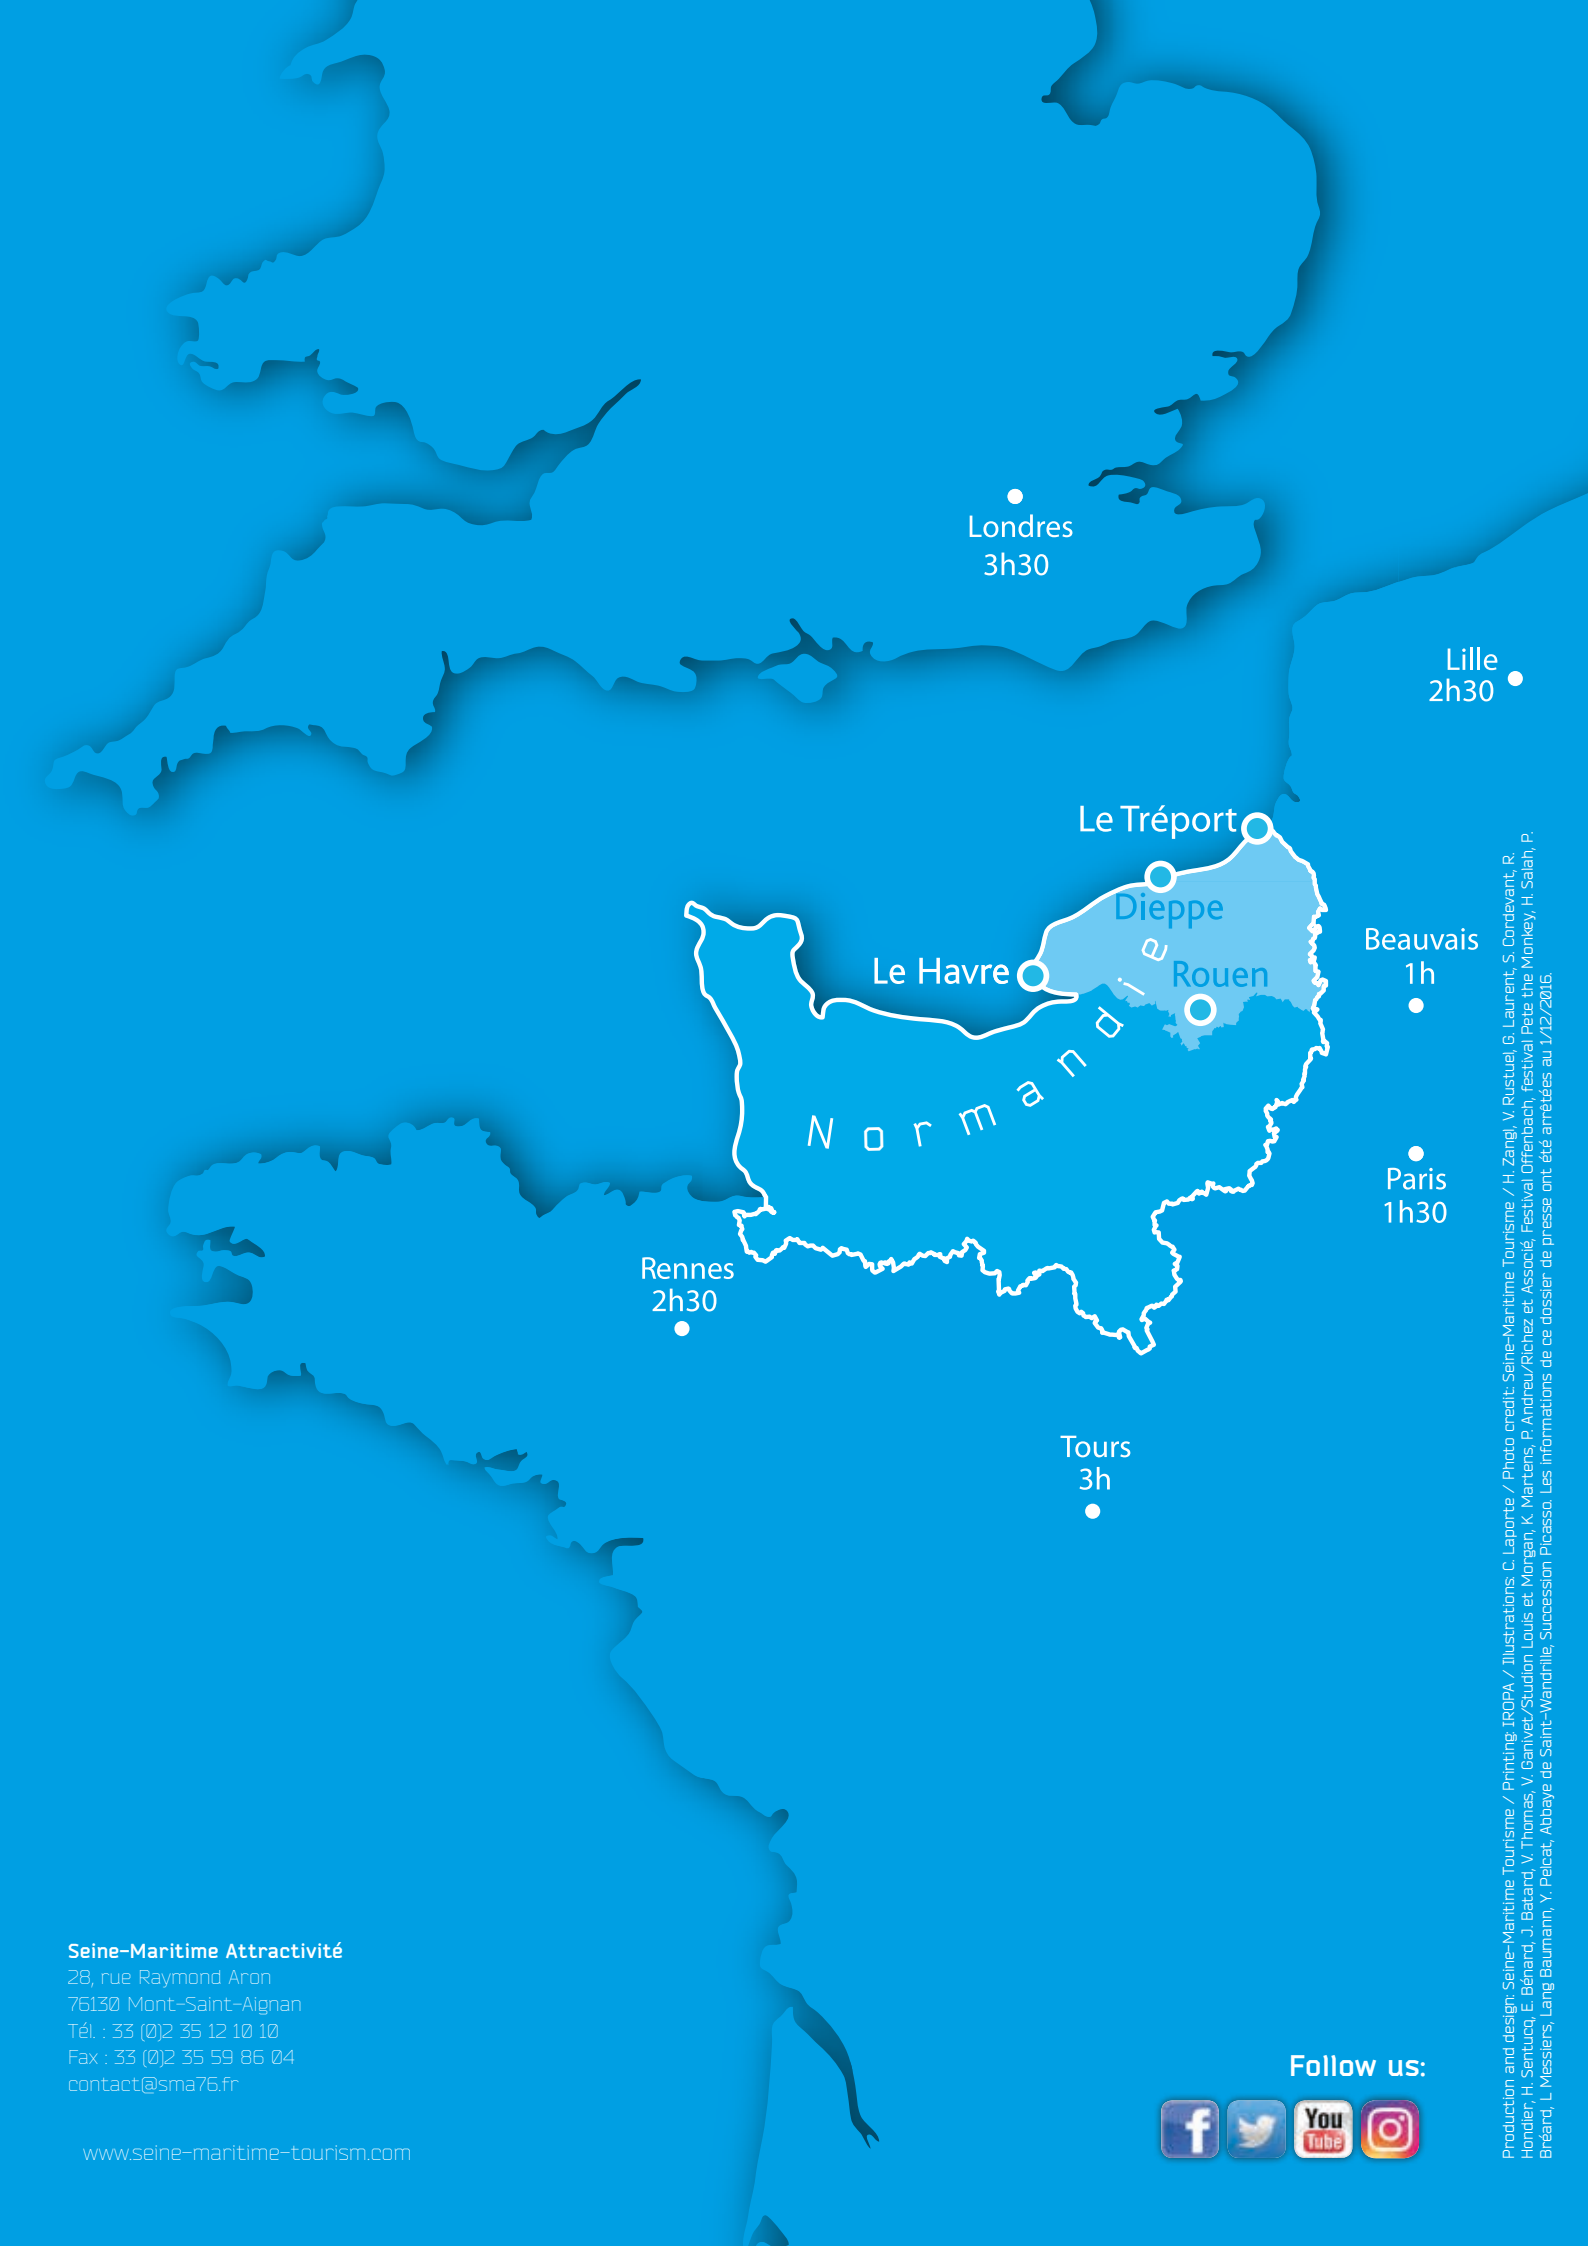 Londres
3h30
Lille
2h30
Le Tréport
Dieppe
Le Havre
Rouen
Beauvais
1h
Normandie
Paris
1h30
Rennes
2h30
Tours
3h
Seine-Maritime Attractivité
28, rue Raymond Aron
76130 Mont-Saint-Aignan
Tél. : 33 (0)2 35 12 10 10
Fax : 33 (0)2 35 59 86 04
contact@sma76.fr
www.seine-maritime-tourism.com
Follow us:
f
You
Tube
Production and design: Seine-Maritime Tourisme / Printing: IROPA / Illustrations: C. Laporte / Photo credit: Seine-Maritime Tourisme / H. Zangl, V. Rustuel, G. Laurent, S. Cordevant, R.
Hondier, H. Sentucq, E. Bénard, J. Batard, V. Thomas, V. Ganivet/Studion Louis et Morgan, K. Martens, P. Andreu/Richez et Associé, Festival Offenbach, festival Pete the Monkey, H. Salah, P.
Bréard, L. Messiers, Lang Baumann, Y. Pelcat, Abbaye de Saint-Wandrille, Succession Picasso. Les informations de ce dossier de presse ont été arrêtées au 1/12/2016.